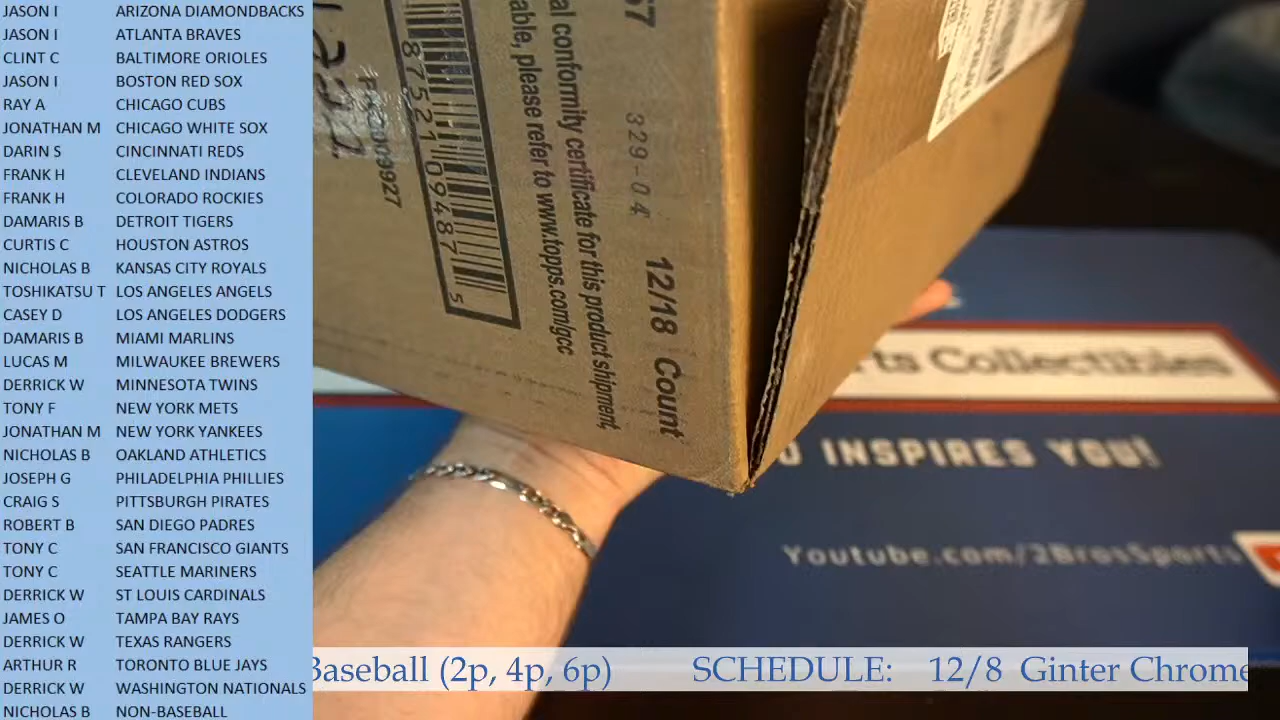 JASON I ARIZONA DIAMONDBACKS
JASON I ATLANTA BRAVES
CLINT C BALTIMORE ORIOLES
JASON I BOSTON RED SOX
RAY A CHICAGO CUBS
JONATHAN M CHICAGO WHITE SOX
DARIN S CINCINNATI REDS
FRANK H CLEVELAND INDIANS
FRANK H COLORADO ROCKIES
DAMARIS B DETROIT TIGERS
CURTIS C HOUSTON ASTROS
NICHOLAS B KANSAS CITY ROYALS
TOSHIKATSU T LOS ANGELES ANGELS
CASEY D LOS ANGELES DODGERS
DAMARIS B MIAMI MARLINS
LUCAS M MILWAUKEE BREWERS
DERRICK W MINNESOTA TWINS
TONY F NEW YORK METS
JONATHAN M NEW YORK YANKEES
NICHOLAS B OAKLAND ATHLETICS
JOSEPH G PHILADELPHIA PHILLIES
CRAIG S PITTSBURGH PIRATES
ROBERT B SAN DIEGO PADRES
TONY C SAN FRANCISCO GIANTS
TONY C SEATTLE MARINERS
DERRICK W ST LOUIS CARDINALS
JAMES O TAMPA BAY RAYS
DERRICK W TEXAS RANGERS
ARTHUR R TORONTO BLUE JAYS
DERRICK W WASHINGTON NATIONALS
NICHOLAS B NON-BASEBALL
57
329-04
12/18 Count
al conformity certificate for this product shipment,
able, please refer to www.topps.com/gcc
87521 09487 5
rts Collectibles
O INSPIRES YOU!
Youtube.com/2BrosSports
Baseball (2p, 4p, 6p) SCHEDULE: 12/8 Ginter Chrome